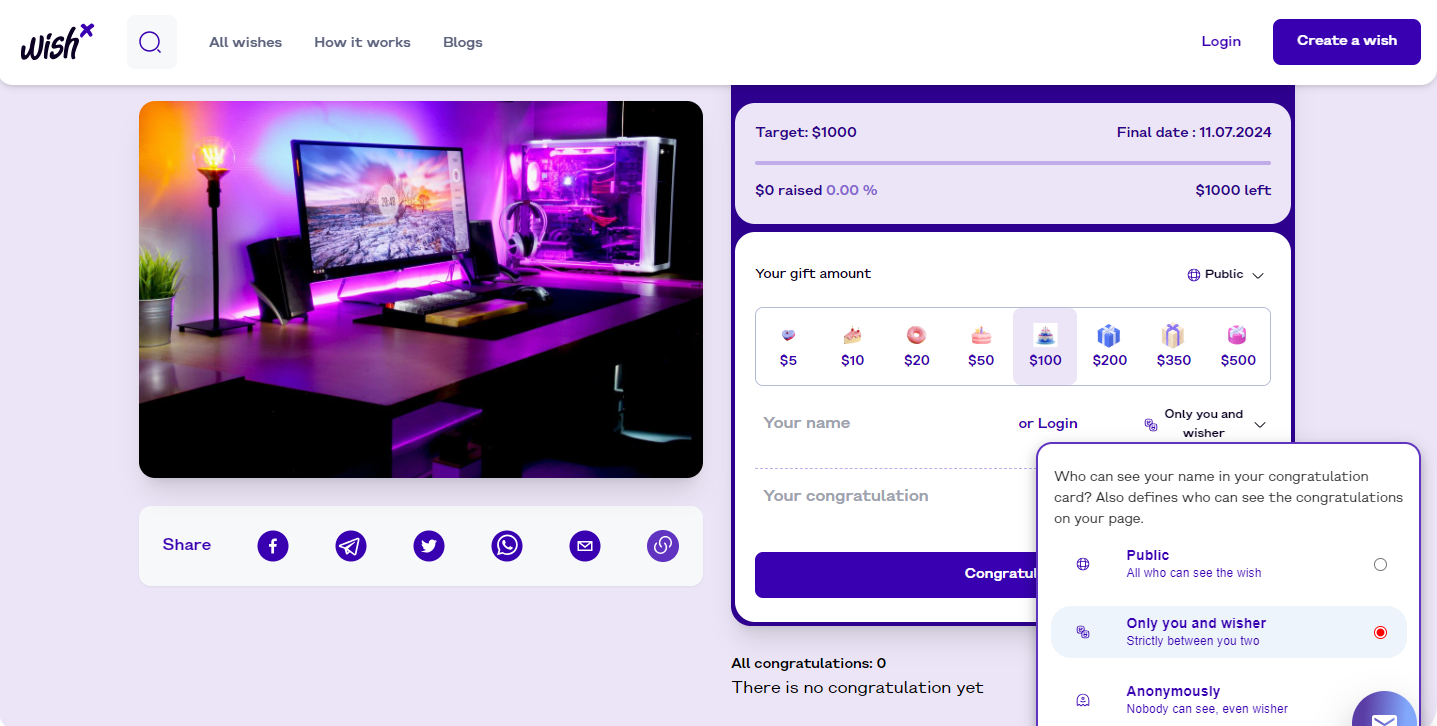 wish x
All wishes
How it works
Blogs
Login
Create a wish
Target: $1000
Final date : 11.07.2024
$0 raised 0.00 %
$1000 left
Your gift amount
Public
$5
$10
$20
$50
$100
$200
$350
$500
Your name
or Login
Only you and
wisher
Your congratulation
Congratul
Share
All congratulations: 0
There is no congratulation yet
Who can see your name in your congratulation
card? Also defines who can see the congratulations
on your page.
Public
All who can see the wish
Only you and wisher
Strictly between you two
Anonymously
Nobody can see, even wisher